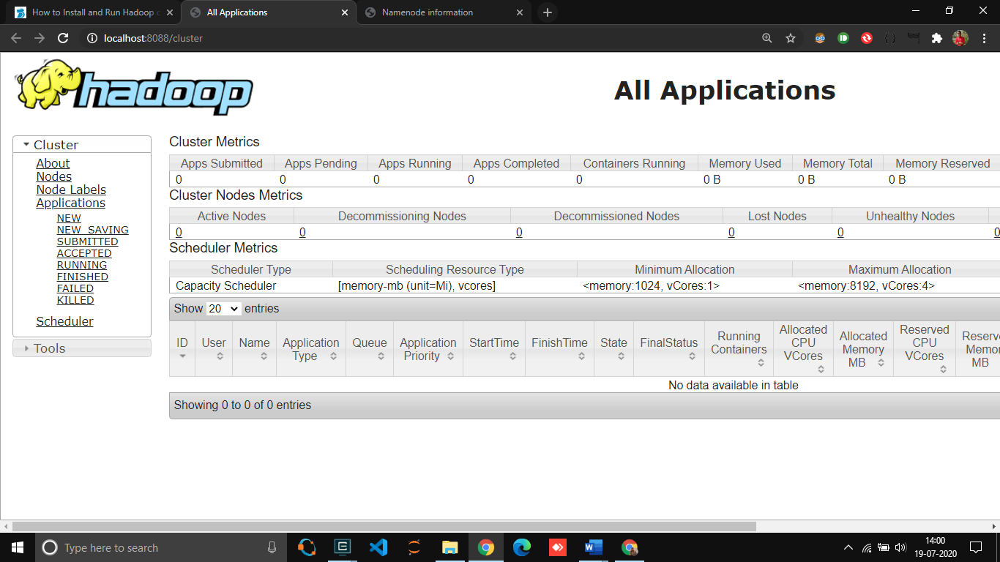 How to Install and Run Hadoop
All Applications
Namenode information
localhost:8088/cluster
hadoop
All Applications
Cluster
About
Nodes
Node Labels
Applications
NEW
NEW_SAVING
SUBMITTED
ACCEPTED
RUNNING
FINISHED
FAILED
KILLED
Scheduler
Tools
Cluster Metrics
Apps Submitted Apps Pending Apps Running Apps Completed Containers Running Memory Used Memory Total Memory Reserved
0 0 0 0 0 0 B 0 B 0 B
Cluster Nodes Metrics
Active Nodes Decommissioning Nodes Decommissioned Nodes Lost Nodes Unhealthy Nodes
0 0 0 0 0 0
Scheduler Metrics
Scheduler Type Scheduling Resource Type Minimum Allocation Maximum Allocation
Capacity Scheduler [memory-mb (unit=Mi), vcores] <memory:1024, vCores:1> <memory:8192, vCores:4>
Show 20 entries
ID User Name Application Type Queue Application Priority StartTime FinishTime State FinalStatus Running Containers Allocated CPU VCores Allocated Memory MB Reserved CPU VCores MB
No data available in table
Showing 0 to 0 of 0 entries
Type here to search
14:00
19-07-2020